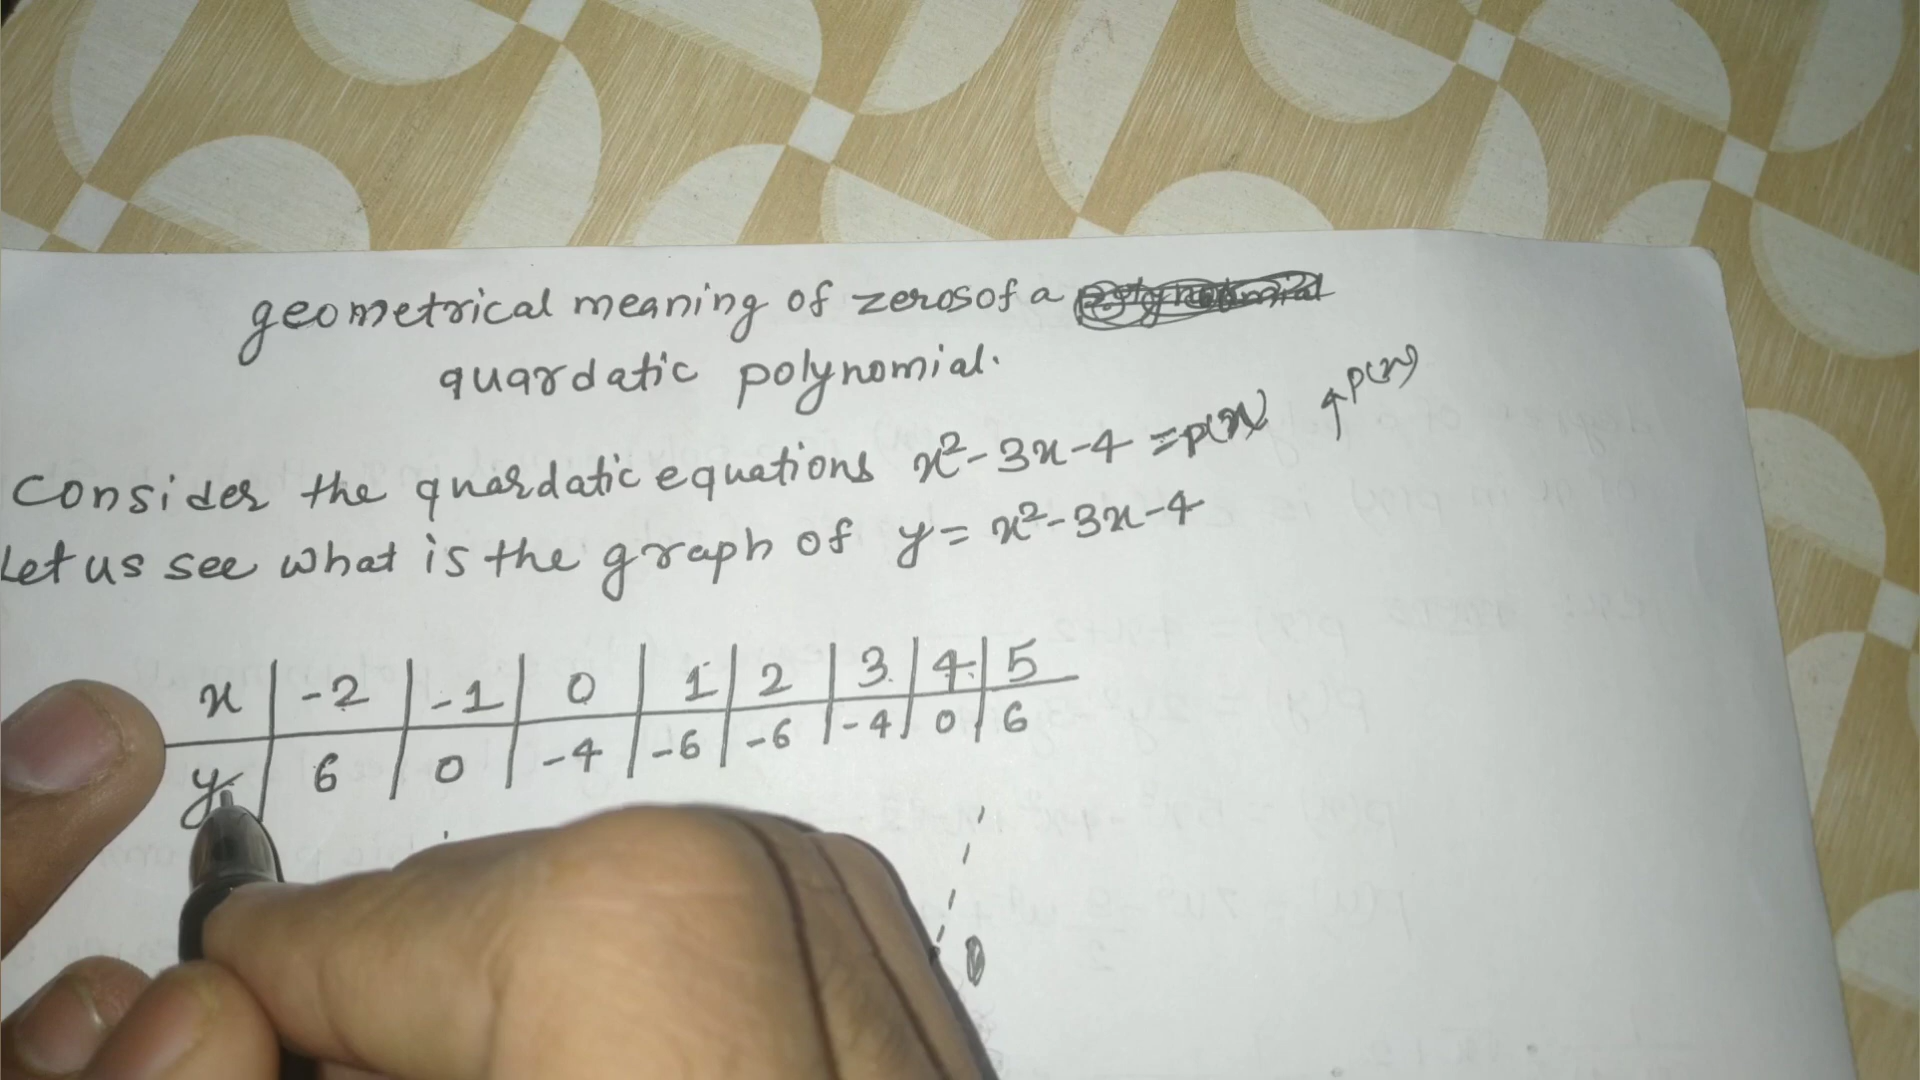 geometrical meaning of zeros of a
quardatic polynomial.
Consider the quardatic equations x²-3x-4 = p(x) ↑ p(x)
Let us see what is the graph of y = x²-3x-4
x | -2 | -1 | 0 | 1 | 2 | 3 | 4 | 5
y | 6 | 0 | -4 | -6 | -6 | -4 | 0 | 6